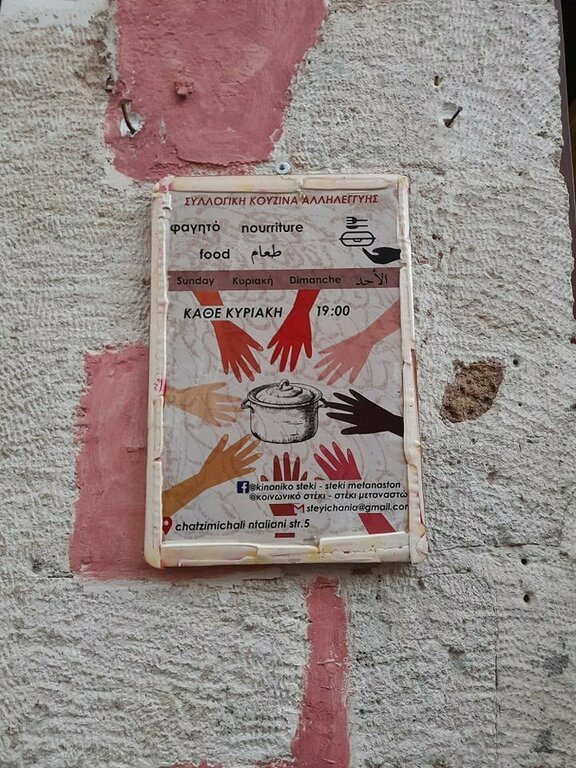 ΣΥΛΛΟΓΙΚΗ ΚΟΥΖΙΝΑ ΑΛΛΗΛΕΓΓΥΗΣ
φαγητό nourriture
food طعام
Sunday Κυριακή Dimanche الأحد
ΚΑΘΕ ΚΥΡΙΑΚΗ 19:00
@kinoniko steki - steki metanaston
@κοινωνικό στέκι - στέκι μεταναστώ
steyichania@gmail.com
chatzimichali ntaliani str.5